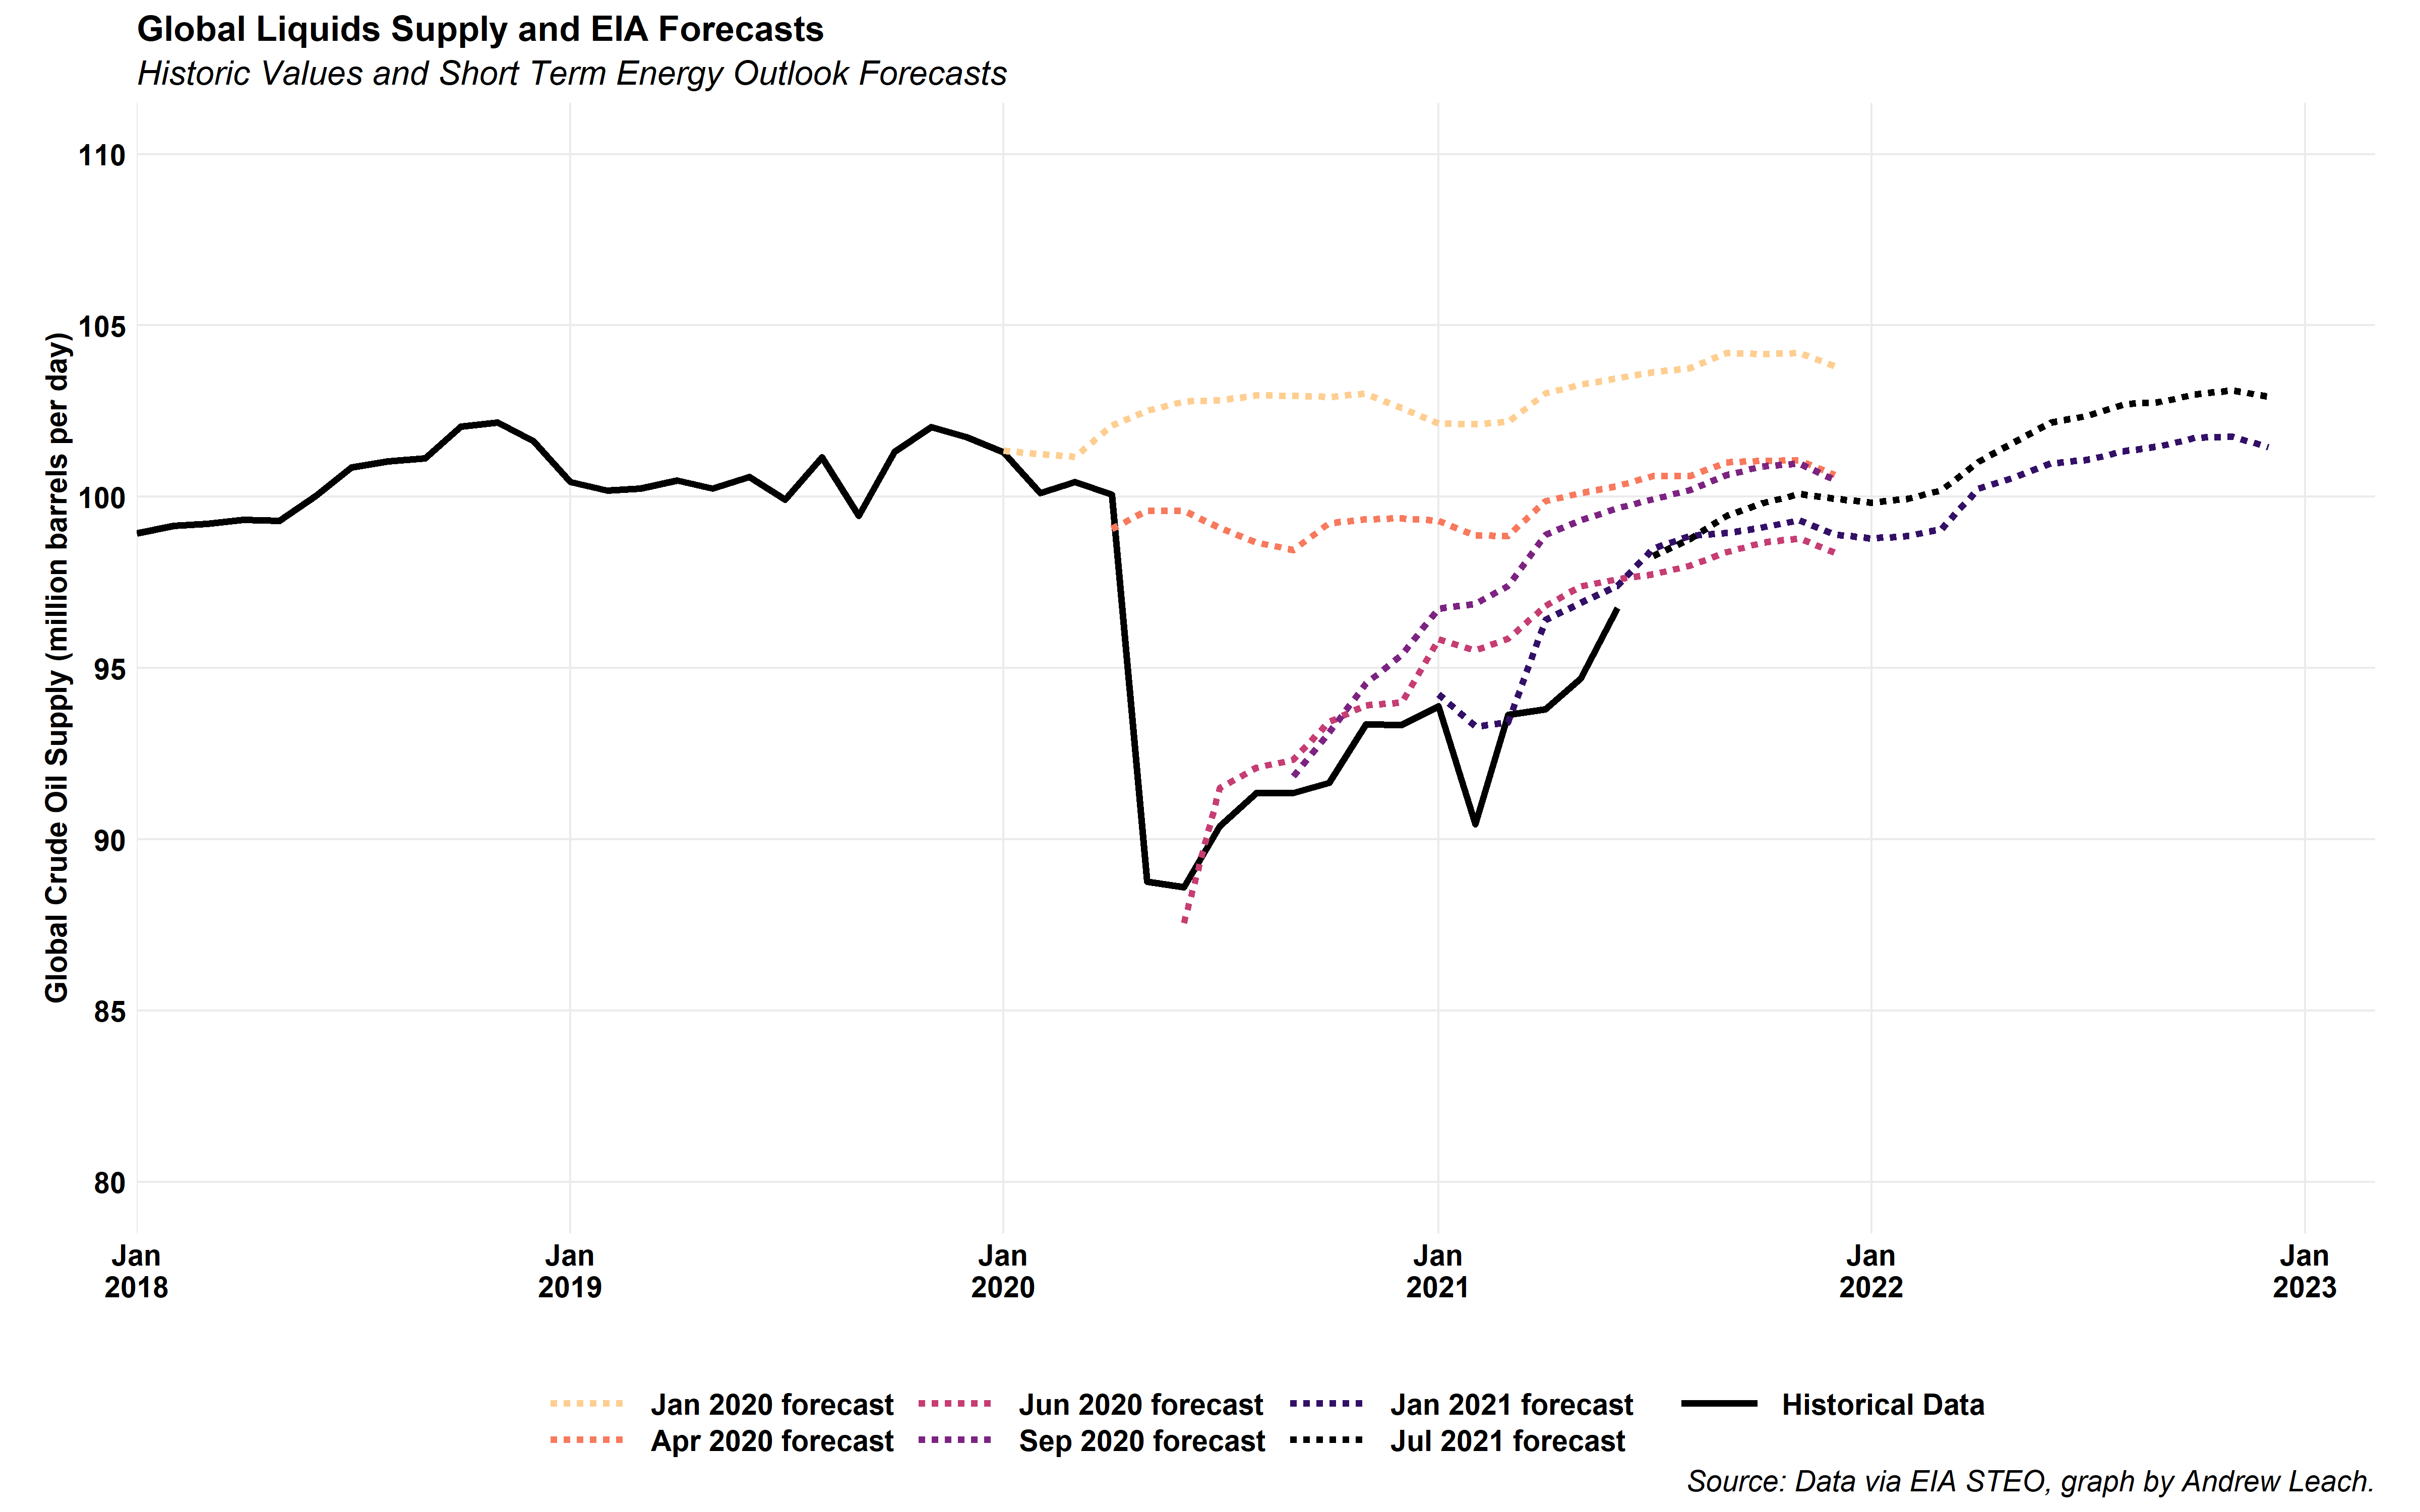 Global Liquids Supply and EIA Forecasts
Historic Values and Short Term Energy Outlook Forecasts
Global Crude Oil Supply (million barrels per day)
110
105
100
95
90
85
80
Jan
2018
Jan
2019
Jan
2020
Jan
2021
Jan
2022
Jan
2023
Jan 2020 forecast
Apr 2020 forecast
Jun 2020 forecast
Sep 2020 forecast
Jan 2021 forecast
Jul 2021 forecast
Historical Data
Source: Data via EIA STEO, graph by Andrew Leach.